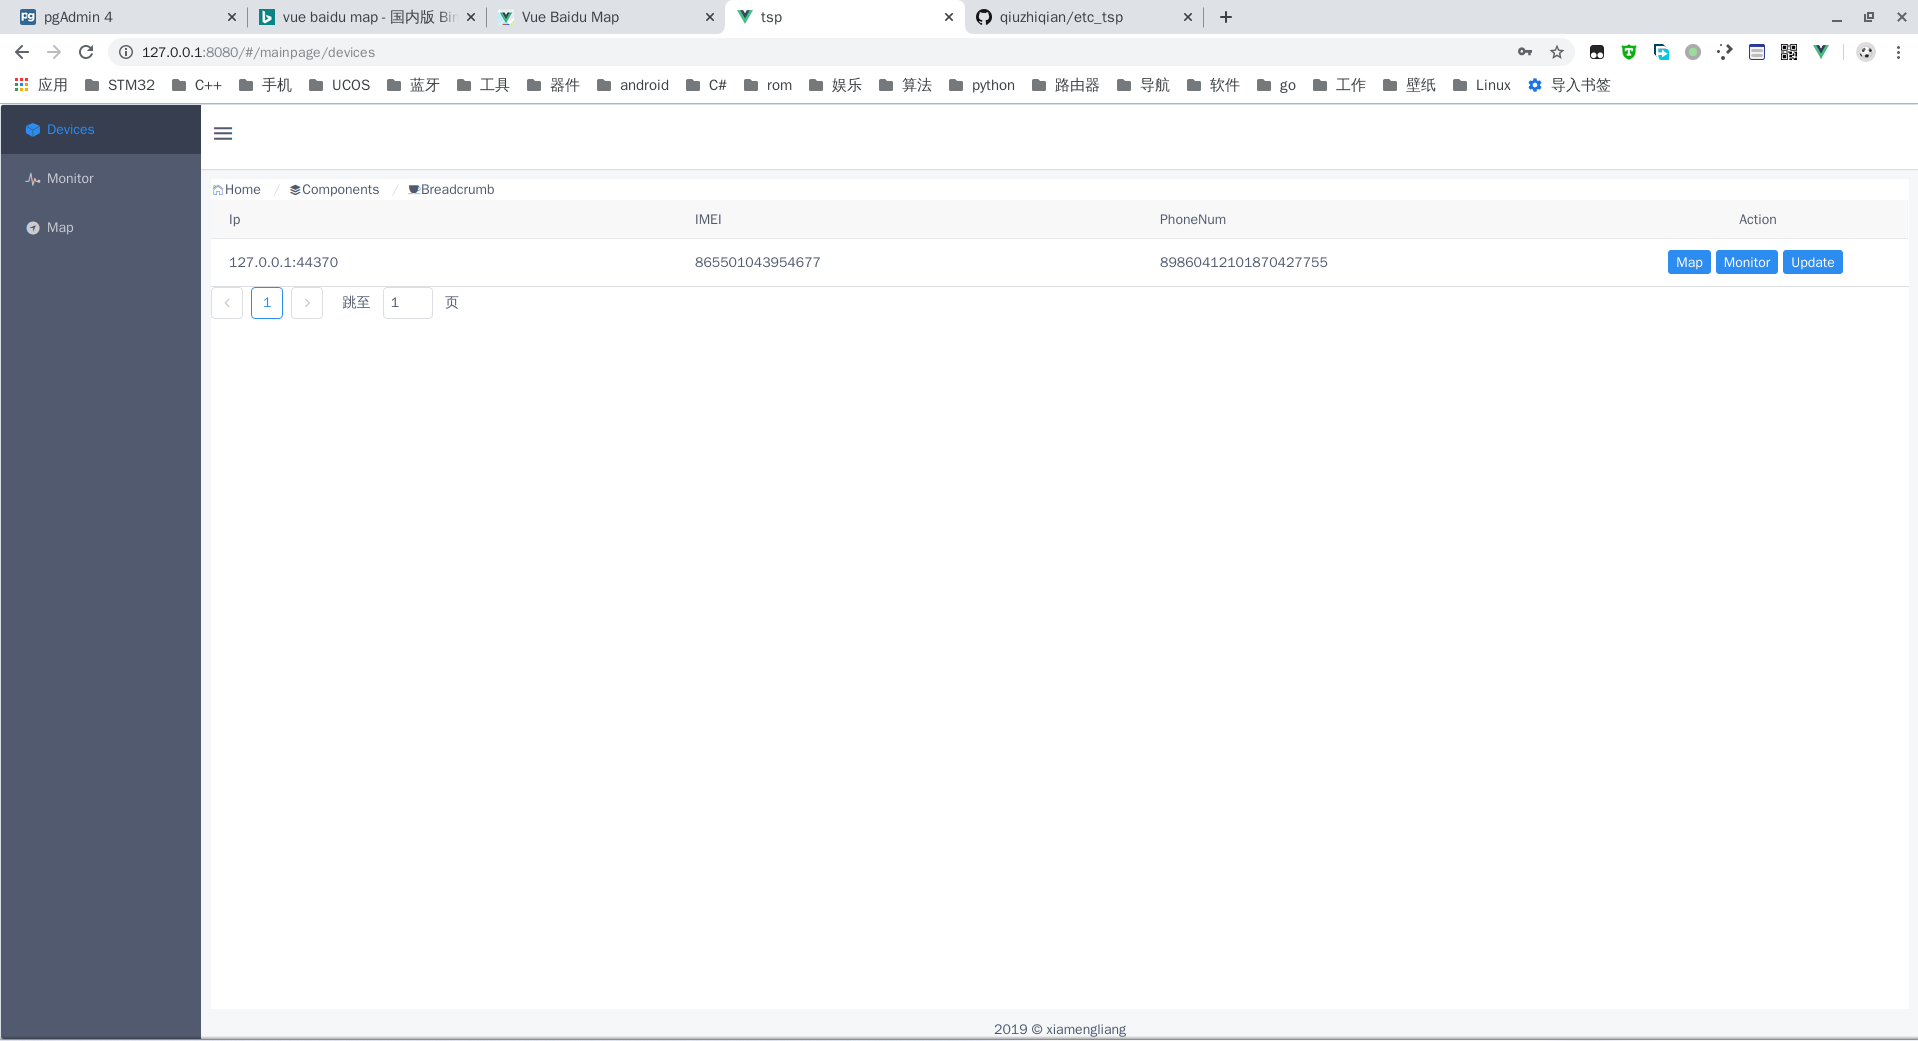 pgAdmin 4
vue baidu map - 国内版 Bin
Vue Baidu Map
tsp
qiuzhiqian/etc_tsp
127.0.0.1:8080/#/mainpage/devices
应用 STM32 C++ 手机 UCOS 蓝牙 工具 器件 android C# rom 娱乐 算法 python 路由器 导航 软件 go 工作 壁纸 Linux 导入书签
Devices
Monitor
Map
Home / Components / Breadcrumb
Ip IMEI PhoneNum Action
127.0.0.1:44370 865501043954677 89860412101870427755 Map Monitor Update
< 1 > 跳至 1 页
2019 © xiamengliang